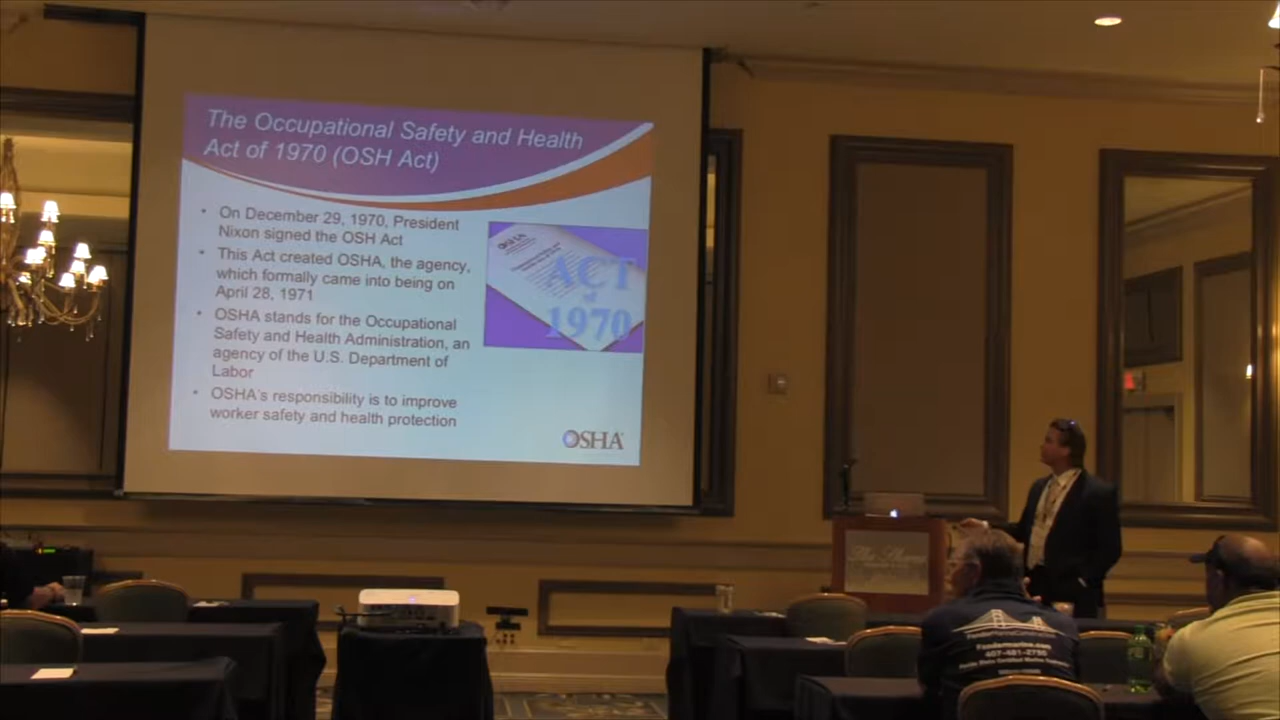 The Occupational Safety and Health
Act of 1970 (OSH Act)
• On December 29, 1970, President
Nixon signed the OSH Act
• This Act created OSHA, the agency,
which formally came into being on
April 28, 1971
• OSHA stands for the Occupational
Safety and Health Administration, an
agency of the U.S. Department of
Labor
• OSHA's responsibility is to improve
worker safety and health protection
ACT
of
1970
OSHA